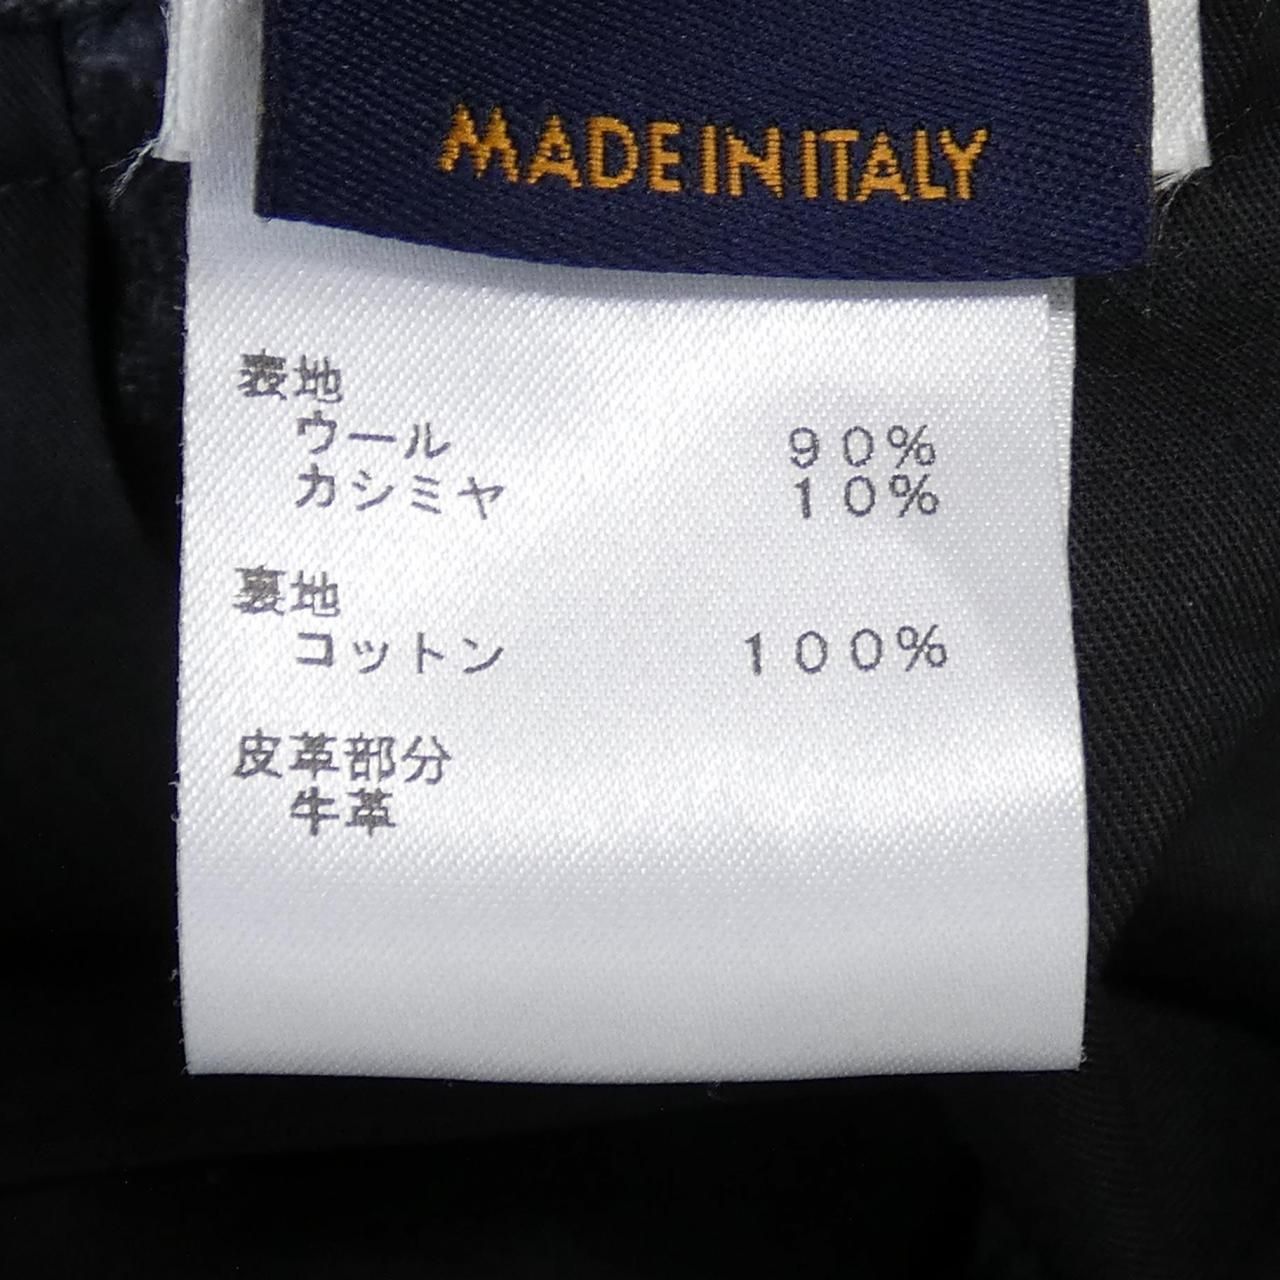 MADE IN ITALY
表地
ウール 90%
カシミヤ 10%
裏地
コットン 100%
皮革部分
牛革